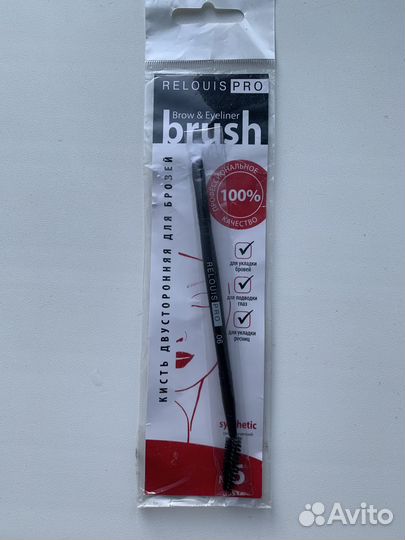 RELOUIS PRO
Brow & Eyeliner
brush
ПРОФЕССИОНАЛЬНОЕ
100%
КАЧЕСТВО
КИСТЬ ДВУСТОРОННЯЯ ДЛЯ БРОВЕЙ
для укладки
бровей
для подводки
глаз
для укладки
ресниц
RELOUIS PRO 06
Avito